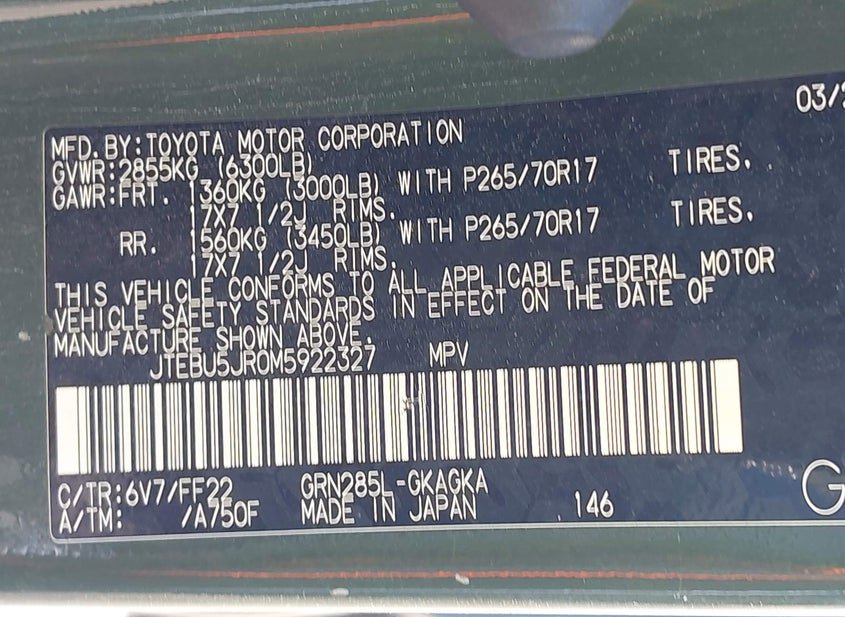 03/
MFD.BY:TOYOTA MOTOR CORPORATION
GVWR:2855KG (6300LB)
GAWR:FRT. 1360KG (3000LB) WITH P265/70R17 TIRES.
17X7 1/2J RIMS.
RR. 1560KG (3450LB) WITH P265/70R17 TIRES.
17X7 1/2J RIMS.
THIS VEHICLE CONFORMS TO ALL APPLICABLE FEDERAL MOTOR
VEHICLE SAFETY STANDARDS IN EFFECT ON THE DATE OF
MANUFACTURE SHOWN ABOVE.
JTEBU5JR0M5922327 MPV
C/TR:6V7/FF22 GRN285L-GKAGKA
A/TM: /A750F MADE IN JAPAN 146
G